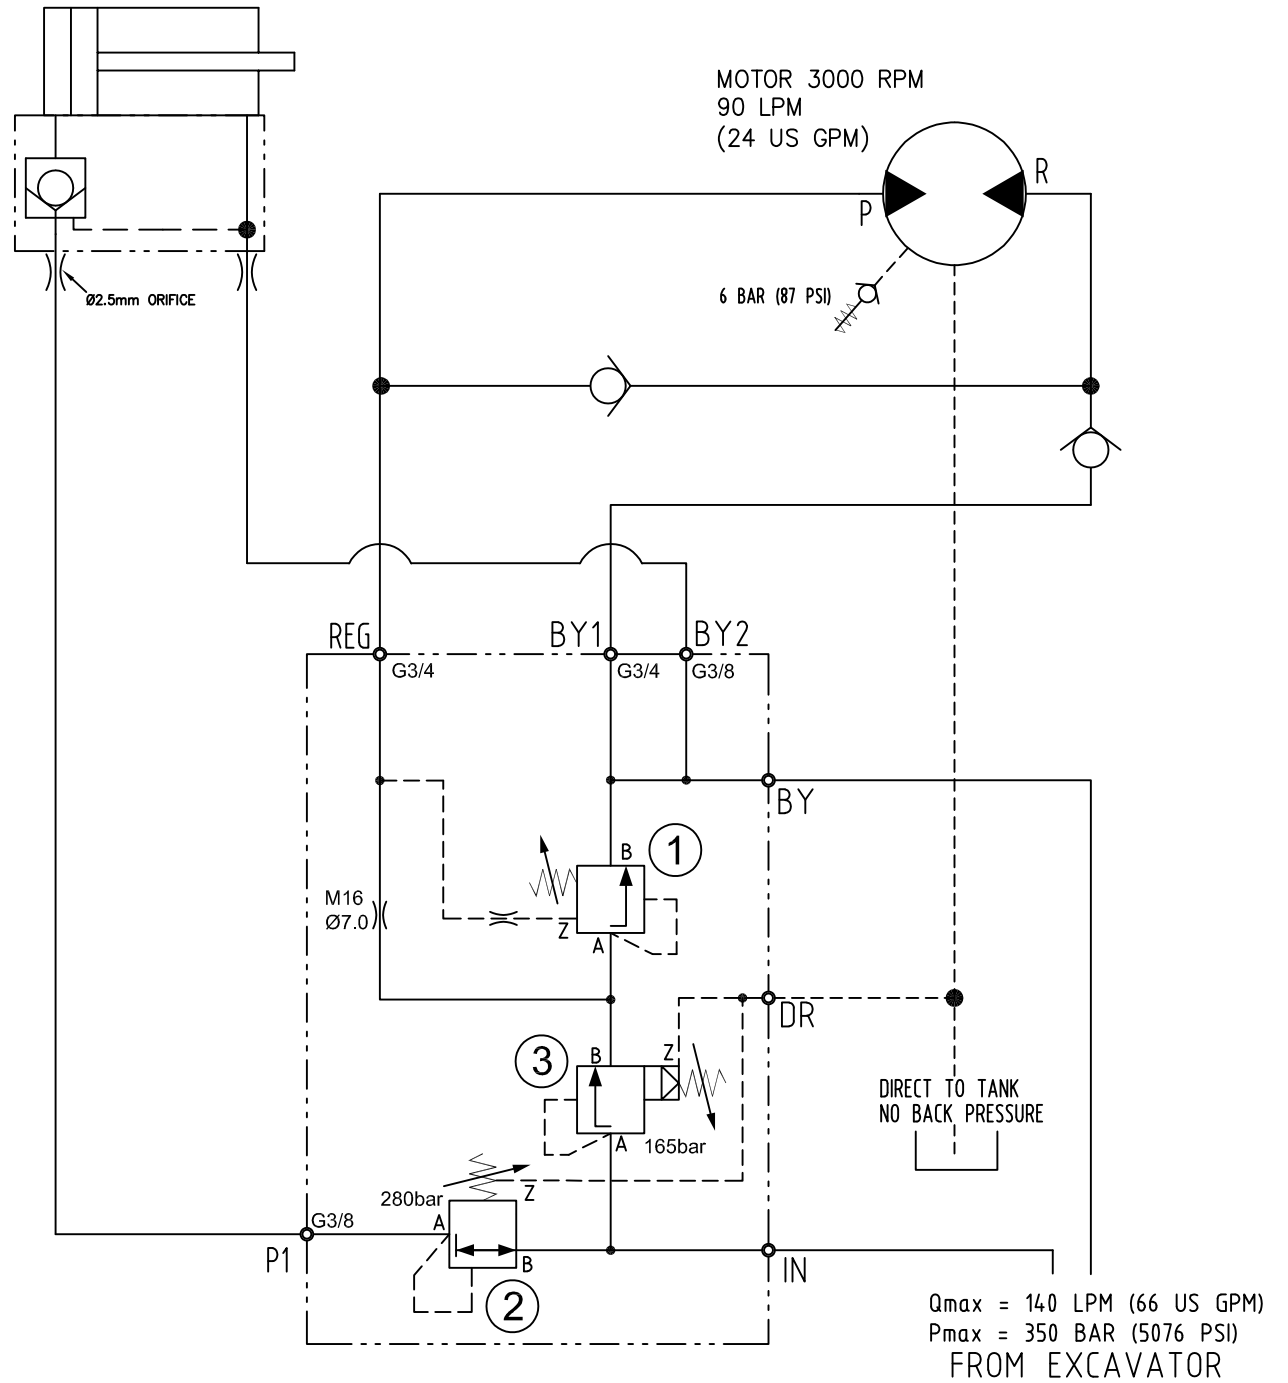 MOTOR 3000 RPM
90 LPM
(24 US GPM)
R
P
6 BAR (87 PSI)
Ø2.5mm ORIFICE
REG
BY1
BY2
G3/4
G3/4
G3/8
BY
B
1
M16
Ø7.0
Z
A
DR
3
B
Z
A
165bar
DIRECT TO TANK
NO BACK PRESSURE
280bar
Z
G3/8
A
P1
B
IN
2
Qmax = 140 LPM (66 US GPM)
Pmax = 350 BAR (5076 PSI)
FROM EXCAVATOR